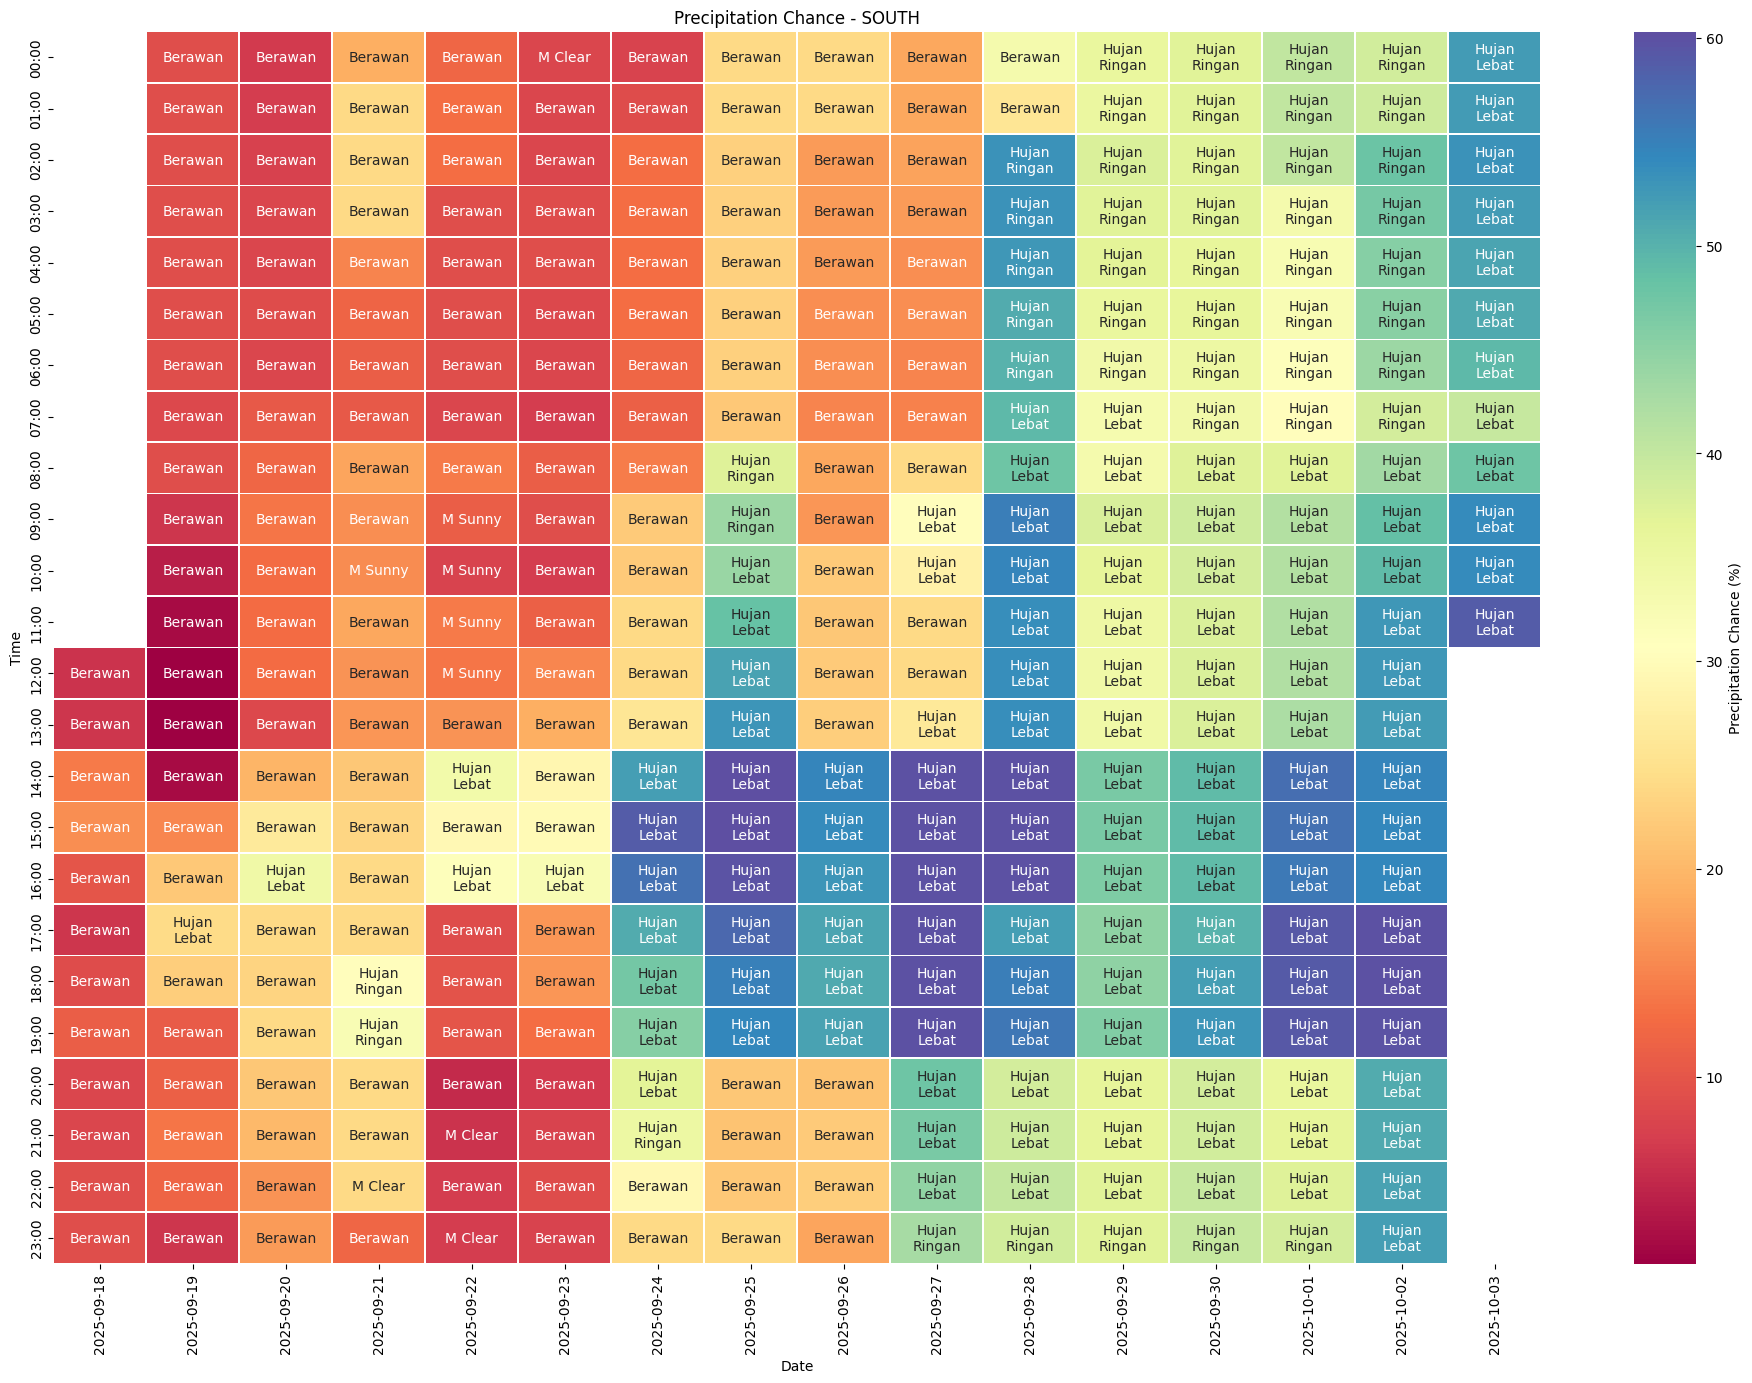 Precipitation Chance - SOUTH
00:00 Berawan Berawan Berawan Berawan M Clear Berawan Berawan Berawan Berawan Berawan Hujan Hujan Hujan Hujan Hujan
Ringan Ringan Ringan Ringan Lebat
01:00 Berawan Berawan Berawan Berawan Berawan Berawan Berawan Berawan Berawan Berawan Hujan Hujan Hujan Hujan Hujan
Ringan Ringan Ringan Ringan Lebat
02:00 Berawan Berawan Berawan Berawan Berawan Berawan Berawan Berawan Berawan Hujan Hujan Hujan Hujan Hujan Hujan
Ringan Ringan Ringan Ringan Ringan Lebat
03:00 Berawan Berawan Berawan Berawan Berawan Berawan Berawan Berawan Berawan Hujan Hujan Hujan Hujan Hujan Hujan
Ringan Ringan Ringan Ringan Ringan Lebat
04:00 Berawan Berawan Berawan Berawan Berawan Berawan Berawan Berawan Berawan Hujan Hujan Hujan Hujan Hujan Hujan
Ringan Ringan Ringan Ringan Ringan Lebat
05:00 Berawan Berawan Berawan Berawan Berawan Berawan Berawan Berawan Berawan Hujan Hujan Hujan Hujan Hujan Hujan
Ringan Ringan Ringan Ringan Ringan Lebat
06:00 Berawan Berawan Berawan Berawan Berawan Berawan Berawan Berawan Berawan Hujan Hujan Hujan Hujan Hujan Hujan
Ringan Ringan Ringan Ringan Ringan Lebat
07:00 Berawan Berawan Berawan Berawan Berawan Berawan Berawan Berawan Berawan Hujan Hujan Hujan Hujan Hujan Hujan
Lebat Lebat Ringan Ringan Ringan Lebat
08:00 Berawan Berawan Berawan Berawan Berawan Berawan Hujan Berawan Berawan Hujan Hujan Hujan Hujan Hujan Hujan
Ringan Lebat Lebat Lebat Lebat Lebat Lebat
09:00 Berawan Berawan Berawan M Sunny Berawan Berawan Hujan Berawan Hujan Hujan Hujan Hujan Hujan Hujan Hujan
Ringan Lebat Lebat Lebat Lebat Lebat Lebat Lebat
10:00 Berawan Berawan M Sunny M Sunny Berawan Berawan Hujan Berawan Hujan Hujan Hujan Hujan Hujan Hujan Hujan
Lebat Lebat Lebat Lebat Lebat Lebat Lebat Lebat
11:00 Berawan Berawan Berawan M Sunny Berawan Berawan Hujan Berawan Berawan Hujan Hujan Hujan Hujan Hujan Hujan
Lebat Lebat Lebat Lebat Lebat Lebat Lebat
12:00 Berawan Berawan Berawan Berawan M Sunny Berawan Berawan Hujan Berawan Berawan Hujan Hujan Hujan Hujan Hujan
Lebat Lebat Lebat Lebat Lebat Lebat
13:00 Berawan Berawan Berawan Berawan Berawan Berawan Berawan Hujan Berawan Hujan Hujan Hujan Hujan Hujan Hujan
Lebat Lebat Lebat Lebat Lebat Lebat Lebat
14:00 Berawan Berawan Berawan Berawan Hujan Berawan Hujan Hujan Hujan Hujan Hujan Hujan Hujan Hujan Hujan
Lebat Lebat Lebat Lebat Lebat Lebat Lebat Lebat Lebat Lebat
15:00 Berawan Berawan Berawan Berawan Berawan Berawan Hujan Hujan Hujan Hujan Hujan Hujan Hujan Hujan Hujan
Lebat Lebat Lebat Lebat Lebat Lebat Lebat Lebat Lebat
16:00 Berawan Berawan Hujan Berawan Hujan Hujan Hujan Hujan Hujan Hujan Hujan Hujan Hujan Hujan Hujan
Lebat Lebat Lebat Lebat Lebat Lebat Lebat Lebat Lebat Lebat Lebat Lebat
17:00 Berawan Hujan Berawan Berawan Berawan Berawan Hujan Hujan Hujan Hujan Hujan Hujan Hujan Hujan Hujan
Lebat Lebat Lebat Lebat Lebat Lebat Lebat Lebat Lebat Lebat
18:00 Berawan Berawan Berawan Hujan Berawan Berawan Hujan Hujan Hujan Hujan Hujan Hujan Hujan Hujan Hujan
Ringan Lebat Lebat Lebat Lebat Lebat Lebat Lebat Lebat Lebat
19:00 Berawan Berawan Berawan Hujan Berawan Berawan Hujan Hujan Hujan Hujan Hujan Hujan Hujan Hujan Hujan
Ringan Lebat Lebat Lebat Lebat Lebat Lebat Lebat Lebat Lebat
20:00 Berawan Berawan Berawan Berawan Berawan Berawan Hujan Berawan Berawan Hujan Hujan Hujan Hujan Hujan Hujan
Lebat Lebat Lebat Lebat Lebat Lebat Lebat
21:00 Berawan Berawan Berawan Berawan M Clear Berawan Hujan Berawan Berawan Hujan Hujan Hujan Hujan Hujan Hujan
Ringan Lebat Lebat Lebat Lebat Lebat Lebat
22:00 Berawan Berawan Berawan M Clear Berawan Berawan Berawan Berawan Berawan Hujan Hujan Hujan Hujan Hujan Hujan
Lebat Lebat Lebat Lebat Lebat Lebat
23:00 Berawan Berawan Berawan Berawan M Clear Berawan Berawan Berawan Berawan Hujan Hujan Hujan Hujan Hujan Hujan
Ringan Ringan Ringan Ringan Ringan Lebat
Time
2025-09-18 2025-09-19 2025-09-20 2025-09-21 2025-09-22 2025-09-23 2025-09-24 2025-09-25 2025-09-26 2025-09-27 2025-09-28 2025-09-29 2025-09-30 2025-10-01 2025-10-02 2025-10-03
Date
60
50
40
30
20
10
Precipitation Chance (%)